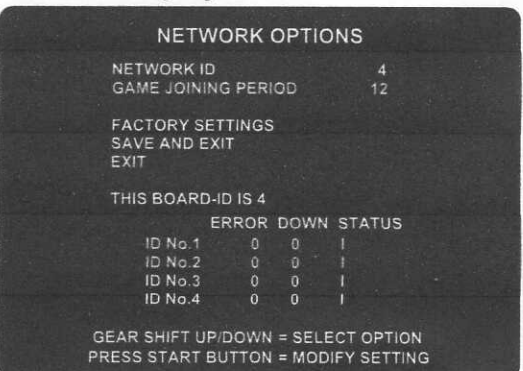 NETWORK OPTIONS
NETWORK ID 4
GAME JOINING PERIOD 12
FACTORY SETTINGS
SAVE AND EXIT
EXIT
THIS BOARD-ID IS 4
ERROR DOWN STATUS
ID No.1 0 0 I
ID No.2 0 0 I
ID No.3 0 0 I
ID No.4 0 0 I
GEAR SHIFT UP/DOWN = SELECT OPTION
PRESS START BUTTON = MODIFY SETTING